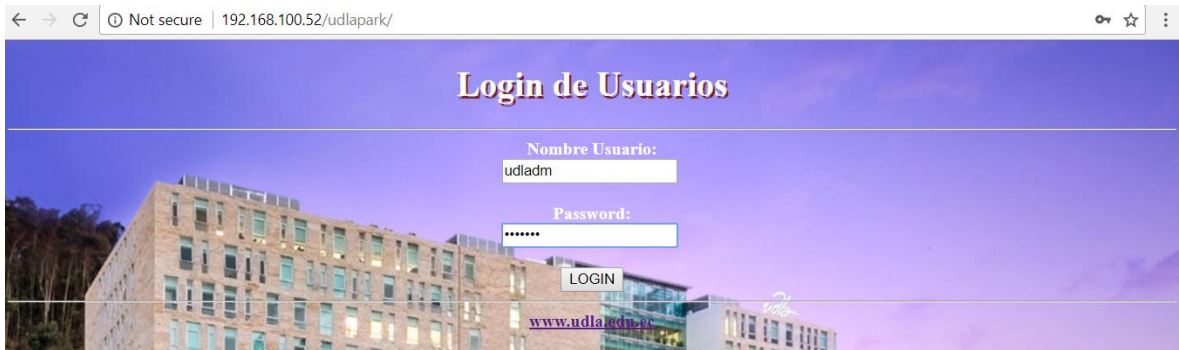 Not secure | 192.168.100.52/udlapark/
Login de Usuarios
Nombre Usuario:
udladm
Password:
•••••••
LOGIN
udla
www.udla.edu.ec